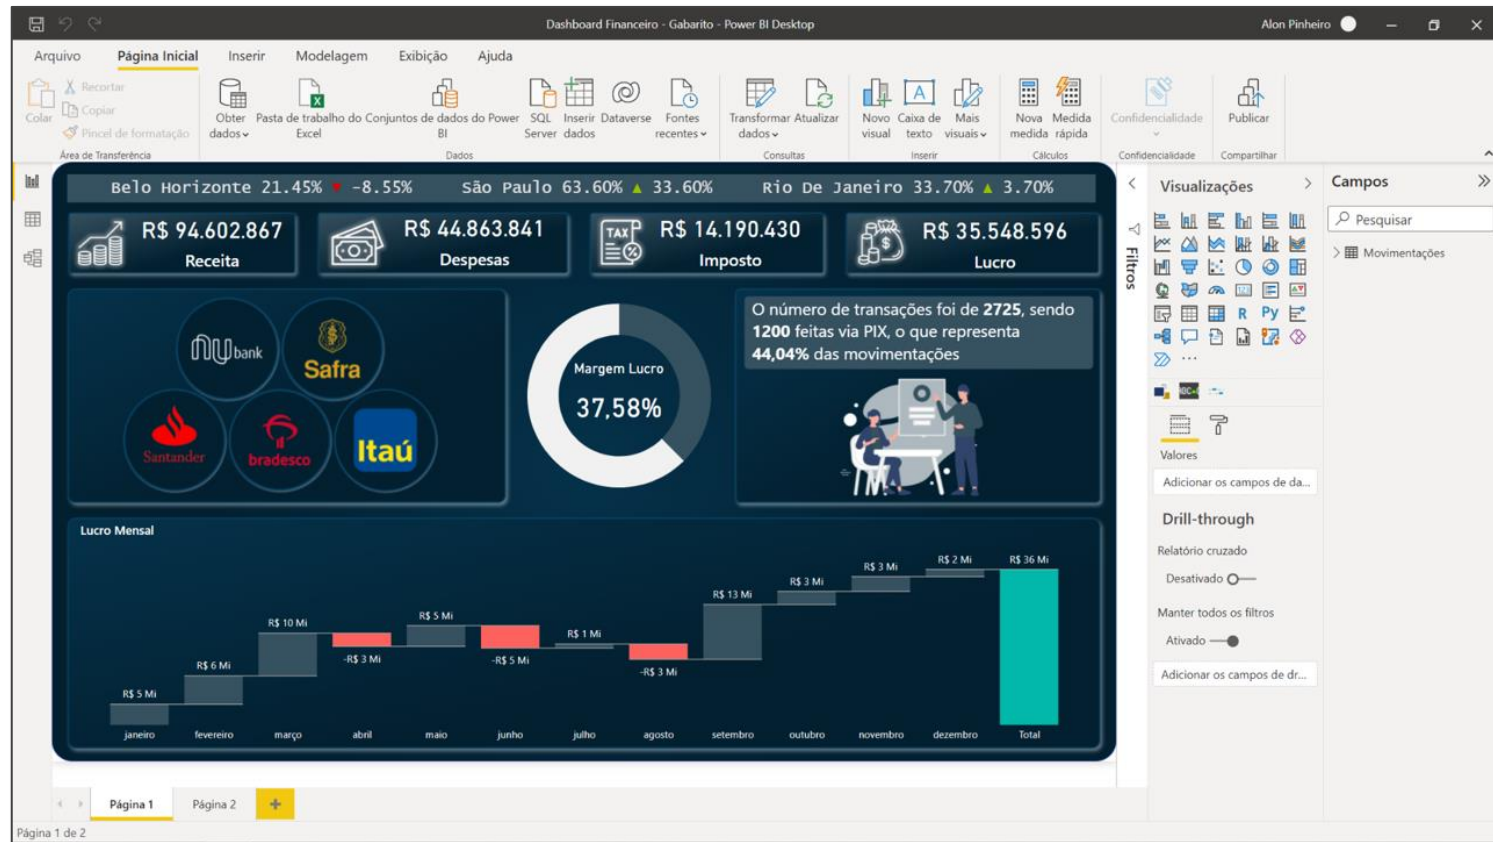 Dashboard Financeiro - Gabarito - Power BI Desktop
Alon Pinheiro
Arquivo Página Inicial Inserir Modelagem Exibição Ajuda
Colar
Recortar
Copiar
Pincel de formatação
Área de Transferência
Obter dados
Pasta de trabalho do Excel
Conjuntos de dados do Power BI
SQL Server
Inserir dados
Dataverse
Fontes recentes
Dados
Transformar dados
Atualizar
Consultas
Novo visual
Caixa de texto
Mais visuais
Inserir
Nova medida
Medida rápida
Cálculos
Confidencialidade
Confidencialidade
Publicar
Compartilhar
Belo Horizonte 21.45% ▼ -8.55% São Paulo 63.60% ▲ 33.60% Rio De Janeiro 33.70% ▲ 3.70%
R$ 94.602.867
Receita
R$ 44.863.841
Despesas
TAX
R$ 14.190.430
Imposto
R$ 35.548.596
Lucro
nu bank
Safra
Santander
bradesco
Itaú
Margem Lucro
37,58%
O número de transações foi de 2725, sendo
1200 feitas via PIX, o que representa
44,04% das movimentações
Lucro Mensal
R$ 5 Mi
R$ 6 Mi
R$ 10 Mi
-R$ 3 Mi
R$ 5 Mi
-R$ 5 Mi
R$ 1 Mi
-R$ 3 Mi
R$ 13 Mi
R$ 3 Mi
R$ 3 Mi
R$ 2 Mi
R$ 36 Mi
janeiro fevereiro março abril maio junho julho agosto setembro outubro novembro dezembro Total
Filtros
Visualizações
123
R
Py
Valores
Adicionar os campos de da...
Drill-through
Relatório cruzado
Desativado
Manter todos os filtros
Ativado
Adicionar os campos de dr...
Campos
Pesquisar
Movimentações
Página 1
Página 2
+
Página 1 de 2